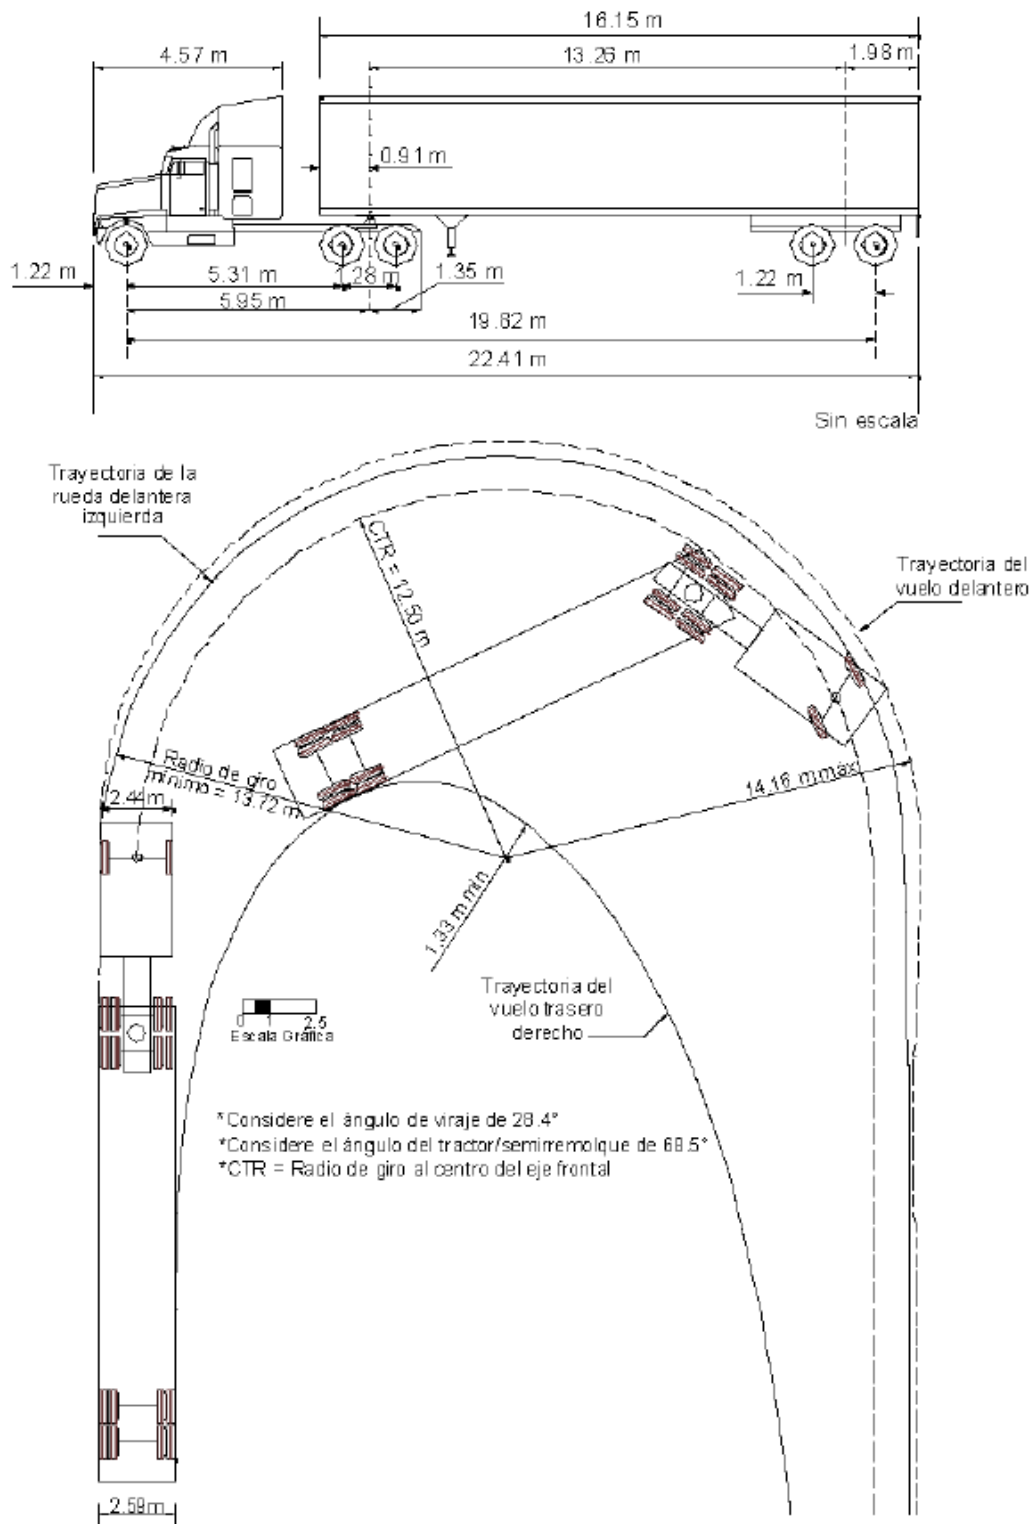 16.15 m
4.57 m
13.26 m
1.98 m
0.91 m
1.22 m
5.31 m
1.28 m
1.35 m
1.22 m
5.95 m
19.82 m
22.41 m
Sin escala
Trayectoria de la
rueda delantera
izquierda
CTR = 12.50 m
Trayectoria del
vuelo delantero
Radio de giro
mínimo = 13.72 m
14.16 m máx
2.44 m
1.33 m mín
Trayectoria del
vuelo trasero
derecho
0 1 2.5
Escala Gráfica
*Considere el ángulo de viraje de 28.4°
*Considere el ángulo del tractor/semirremolque de 68.5°
*CTR = Radio de giro al centro del eje frontal
2.59 m